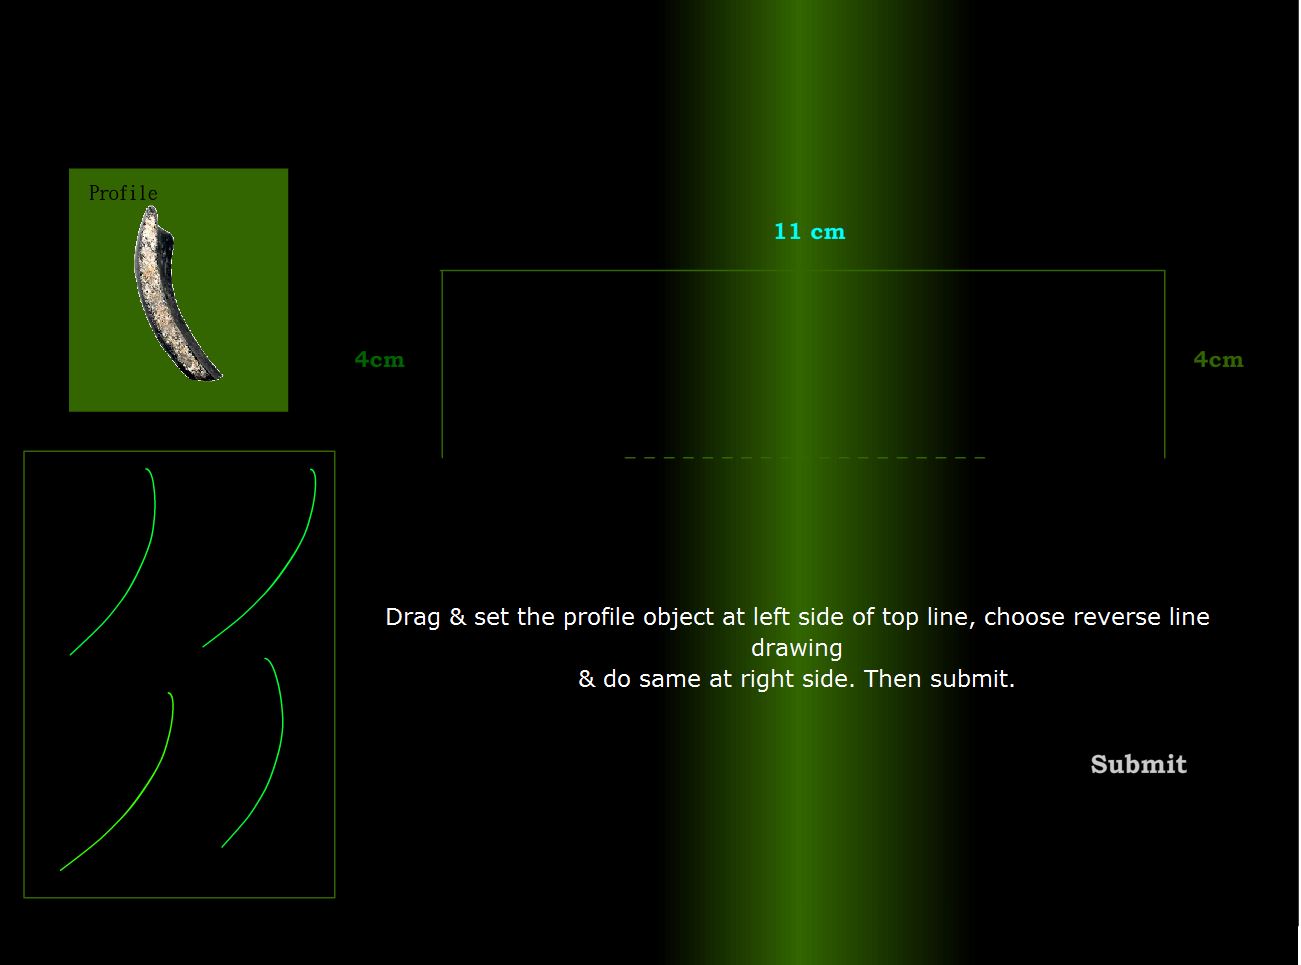 Profile
11 cm
4cm
4cm
Drag & set the profile object at left side of top line, choose reverse line
drawing
& do same at right side. Then submit.
Submit